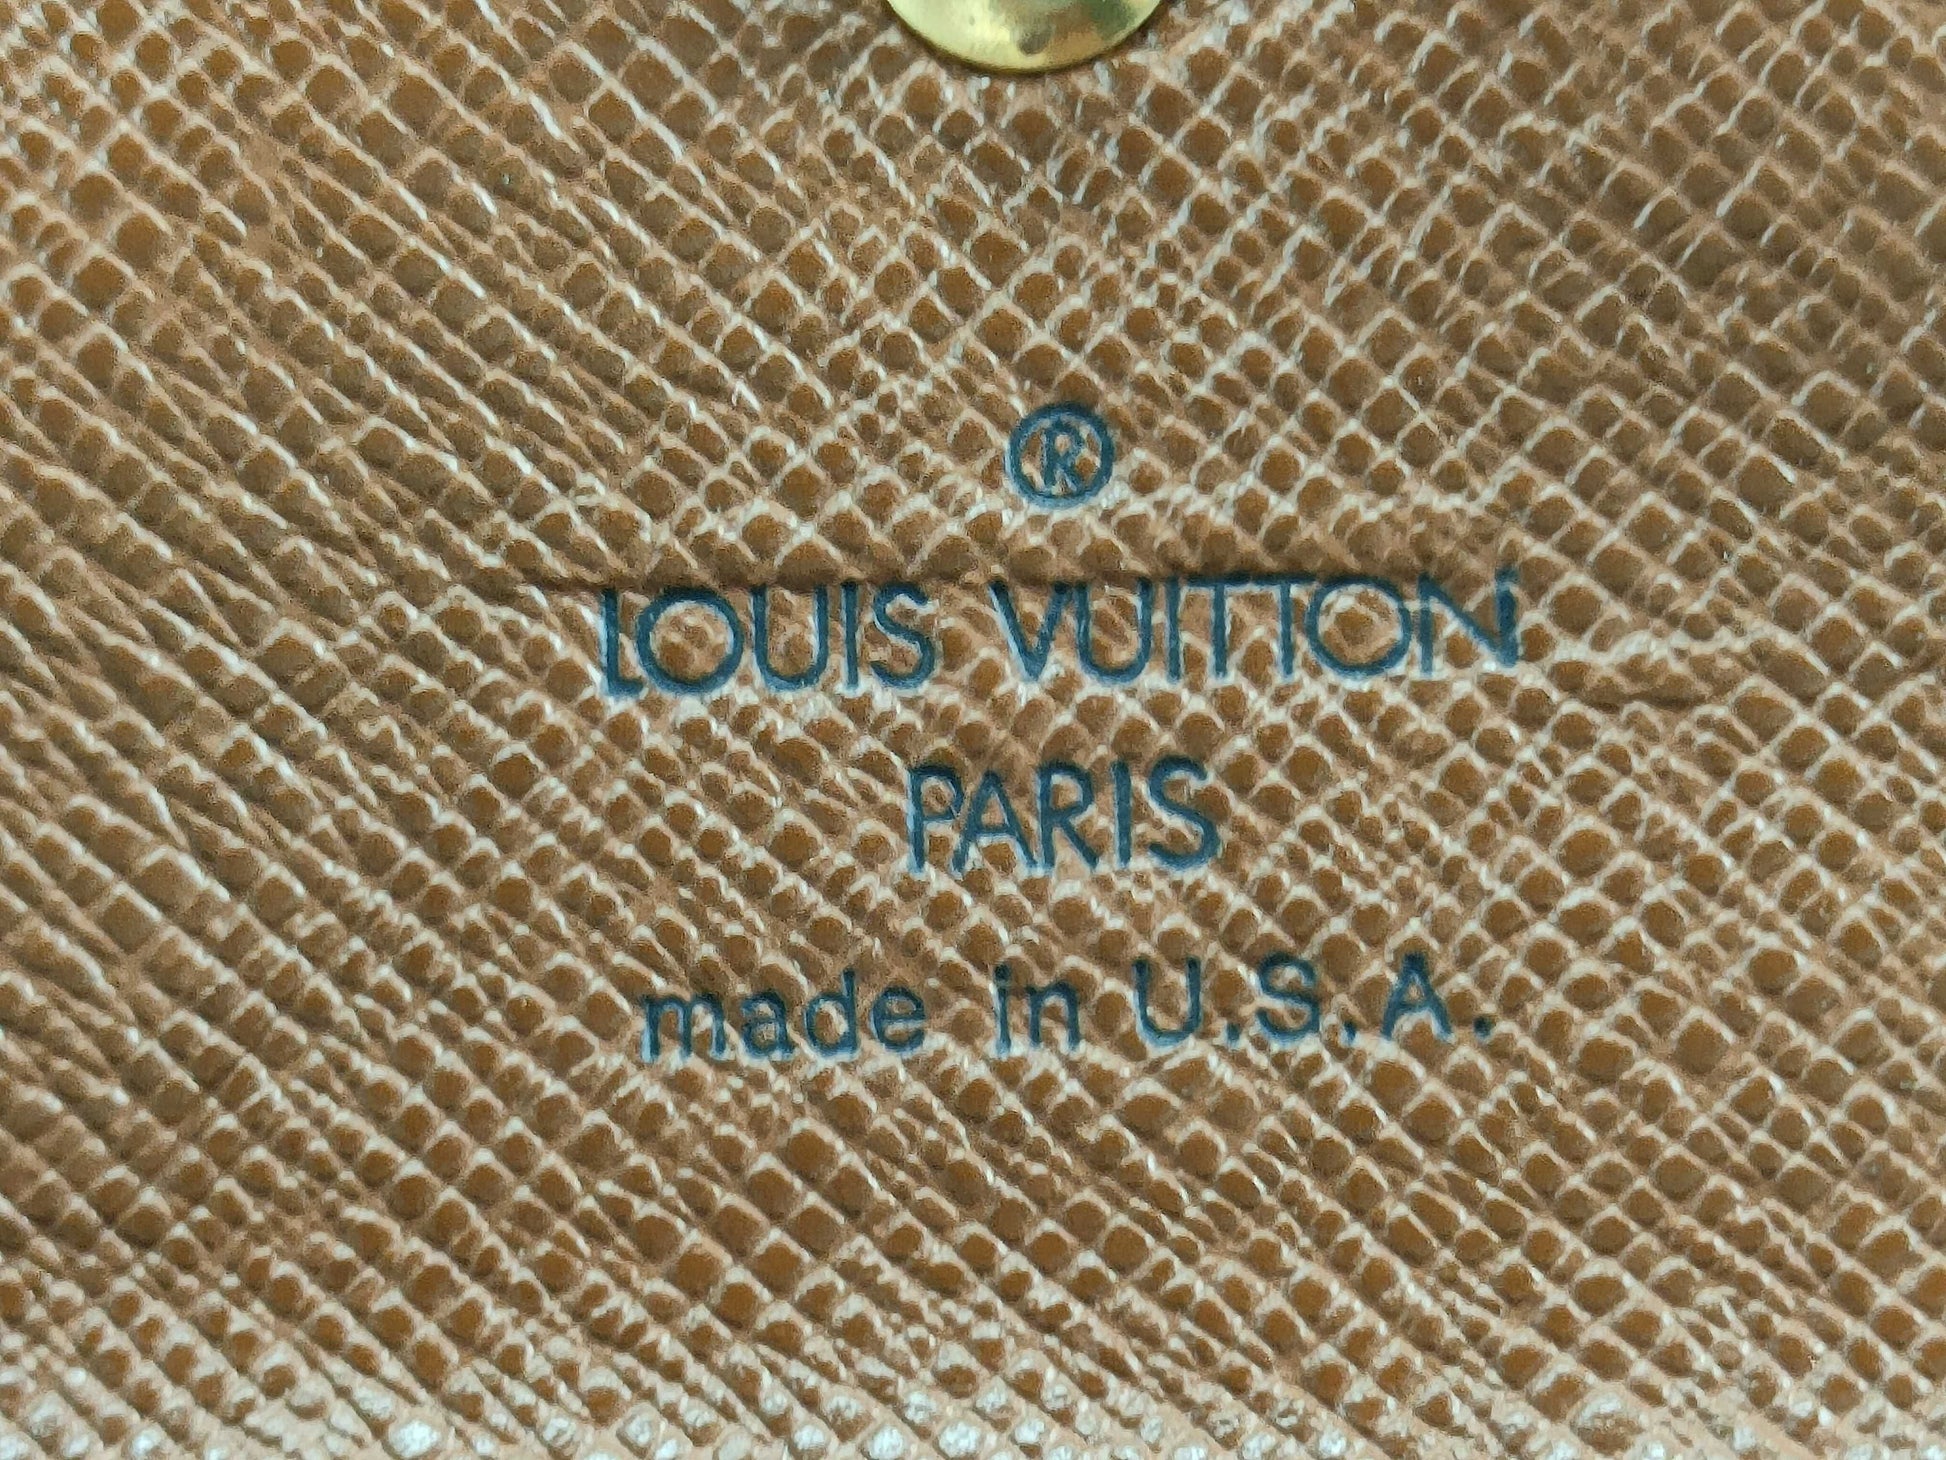 ®
LOUIS VUITTON
PARIS
made in U.S.A.